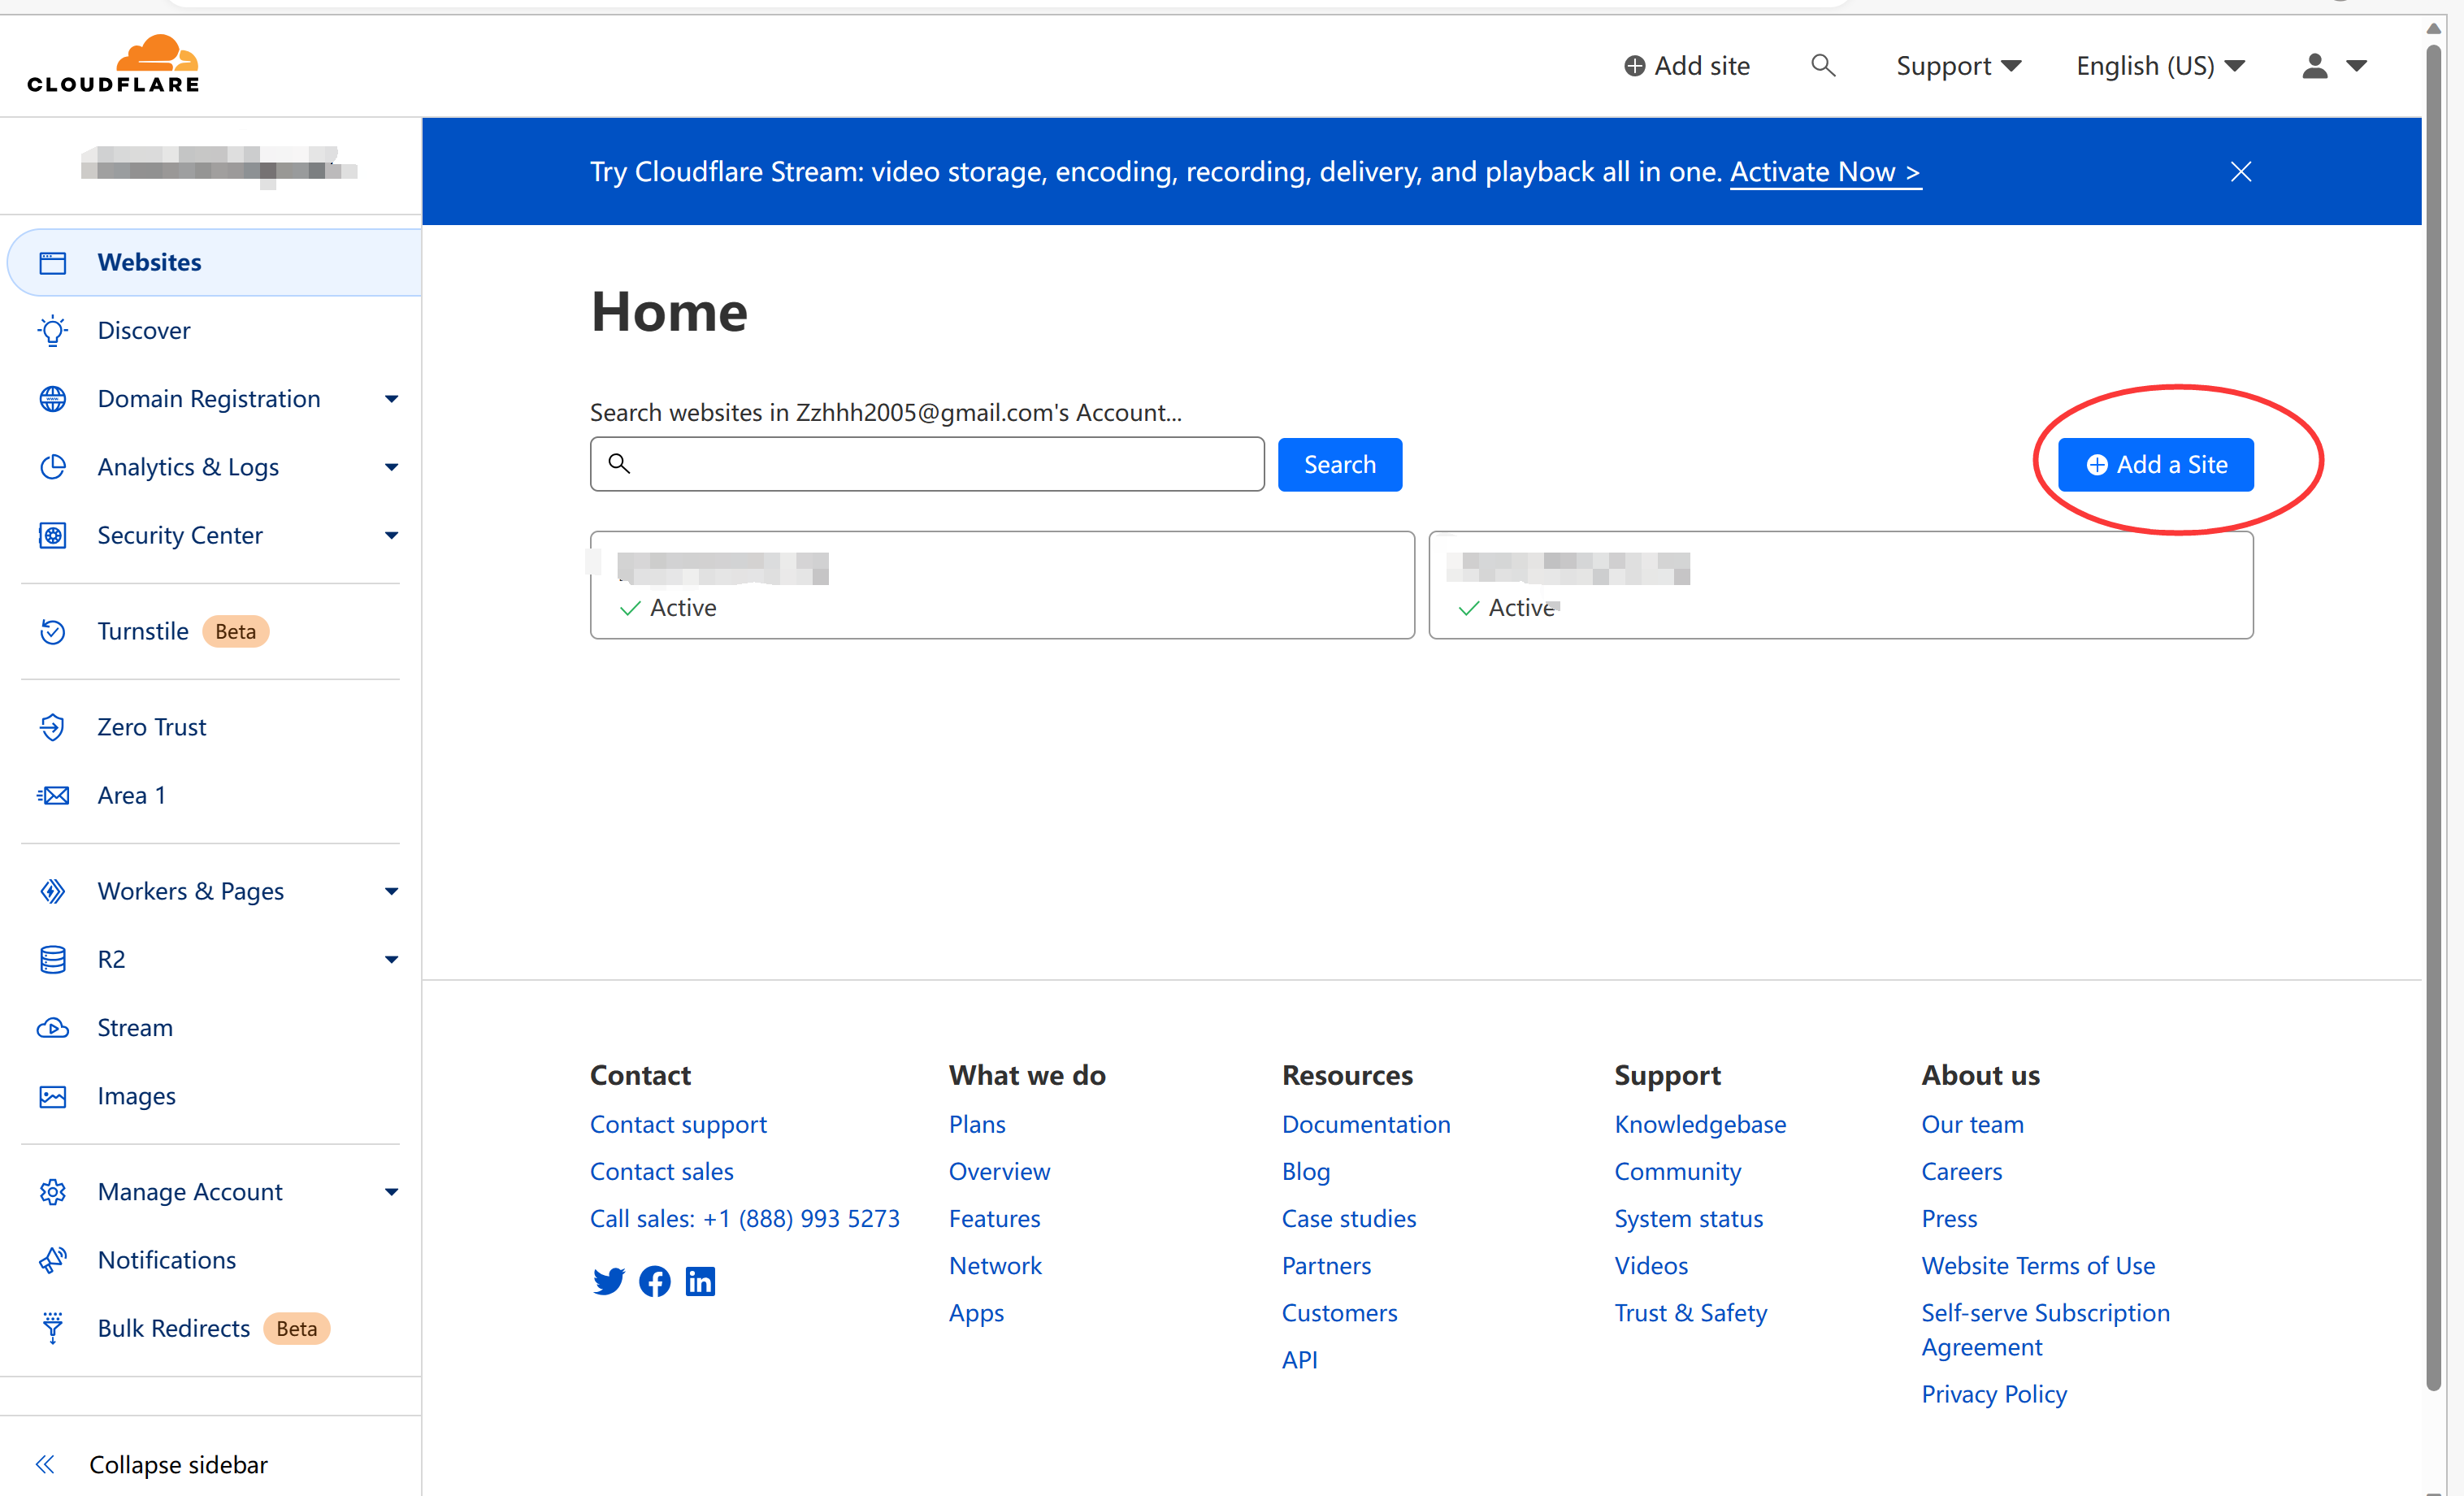 CLOUDFLARE
Add site
Support
English (US)
Try Cloudflare Stream: video storage, encoding, recording, delivery, and playback all in one. Activate Now >
Websites
Discover
Domain Registration
Analytics & Logs
Security Center
Turnstile Beta
Zero Trust
Area 1
Workers & Pages
R2
Stream
Images
Manage Account
Notifications
Bulk Redirects Beta
Collapse sidebar
Home
Search websites in Zzhhh2005@gmail.com's Account...
Search
Add a Site
Active
Active
Contact
Contact support
Contact sales
Call sales: +1 (888) 993 5273
What we do
Plans
Overview
Features
Network
Apps
Resources
Documentation
Blog
Case studies
Partners
Customers
API
Support
Knowledgebase
Community
System status
Videos
Trust & Safety
About us
Our team
Careers
Press
Website Terms of Use
Self-serve Subscription
Agreement
Privacy Policy